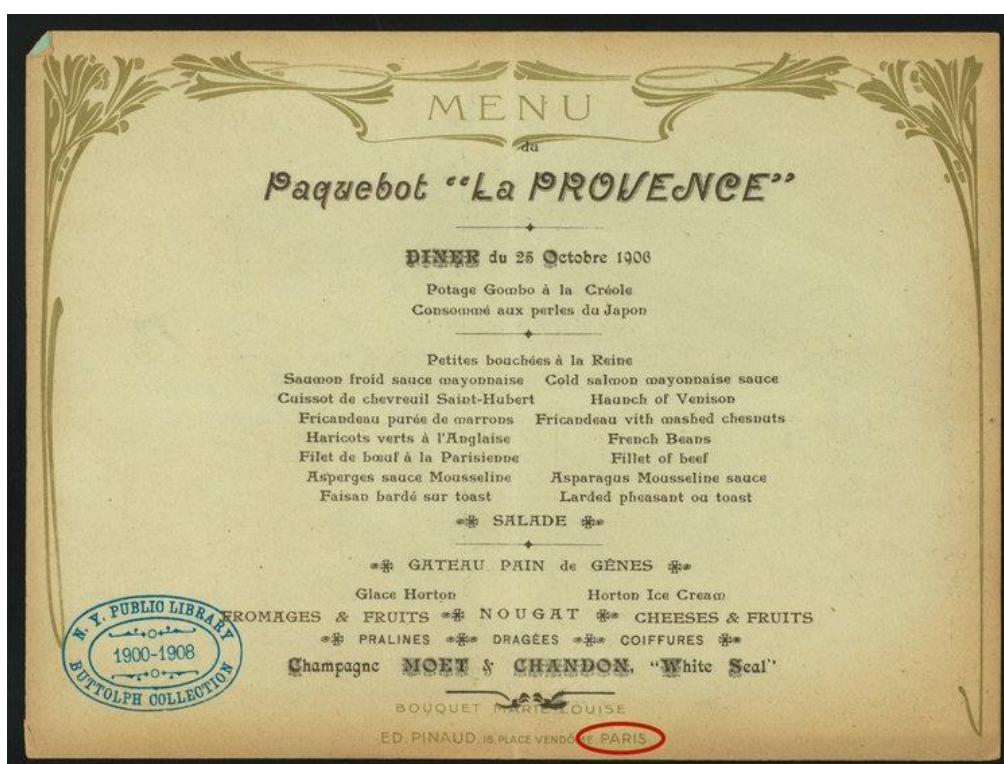 MENU
du
Paquebot "La PROVENCE"
DINER du 25 Octobre 1906
Potage Gombo à la Créole
Consommé aux perles du Japon
Petites bouchées à la Reine
Saumon froid sauce mayonnaise Cold salmon mayonnaise sauce
Cuissot de chevreuil Saint-Hubert Haunch of Venison
Fricandeau purée de marrons Fricandeau vith mashed chesnuts
Haricots verts à l'Anglaise French Beans
Filet de bœuf à la Parisienne Fillet of beef
Asperges sauce Mousseline Asparagus Mousseline sauce
Faisan bardé sur toast Larded pheasant ou toast
SALADE
GATEAU PAIN de GÊNES
Glace Horton Horton Ice Cream
FROMAGES & FRUITS NOUGAT CHEESES & FRUITS
PRALINES DRAGÉES COIFFURES
Champagne MOET & CHANDON, "White Seal"
BOUQUET MARIE-LOUISE
ED. PINAUD, 18, PLACE VENDÔME, PARIS
N. Y. PUBLIC LIBRARY
1900-1908
BUTTOLPH COLLECTION